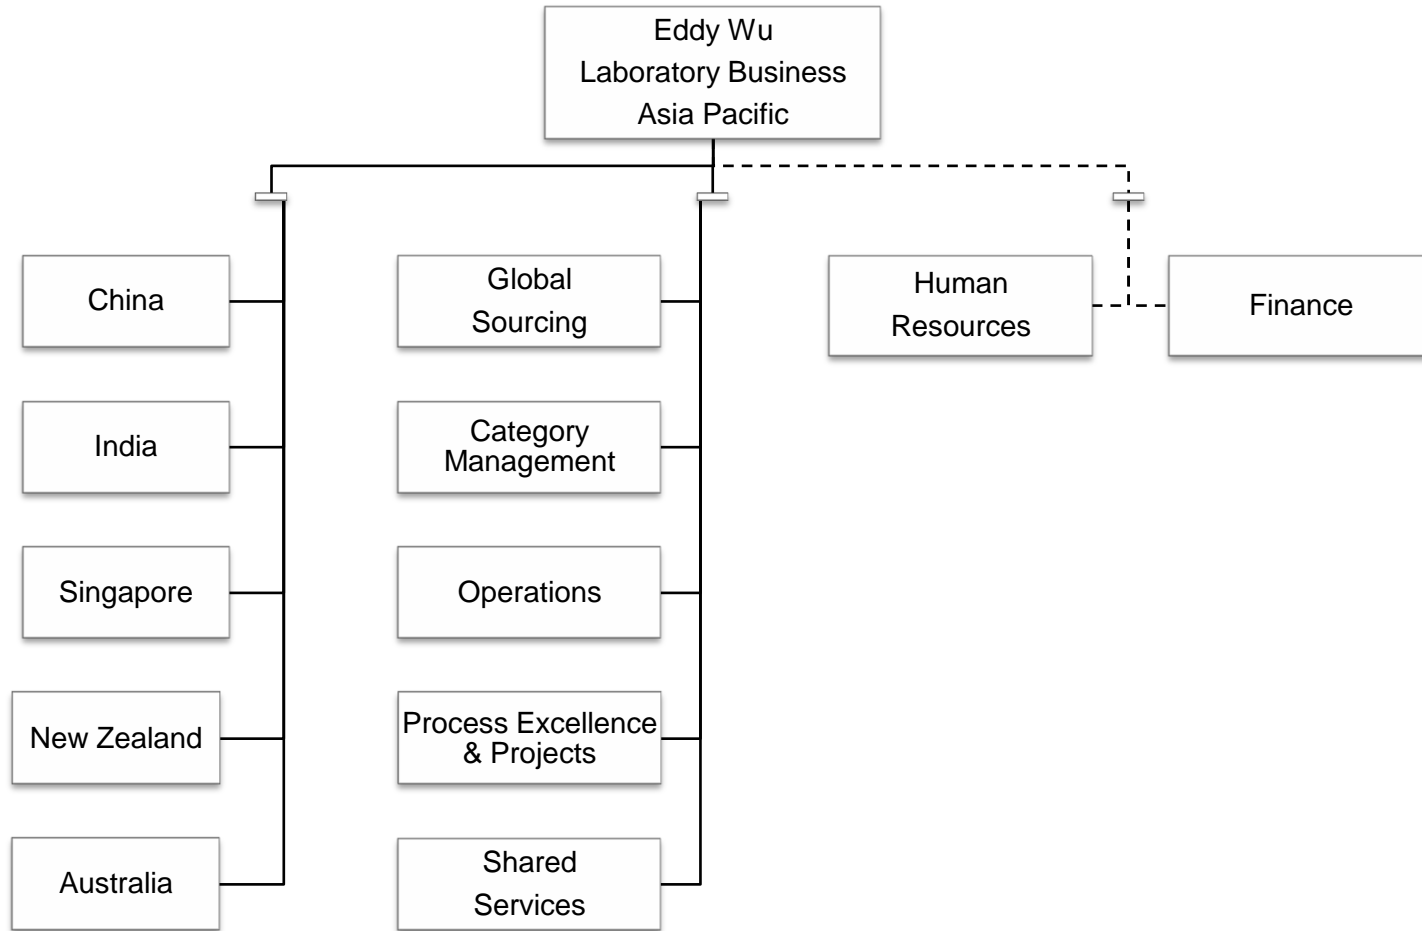 Eddy Wu
Laboratory Business
Asia Pacific
China
India
Singapore
New Zealand
Australia
Global
Sourcing
Category
Management
Operations
Process Excellence
& Projects
Shared
Services
Human
Resources
Finance